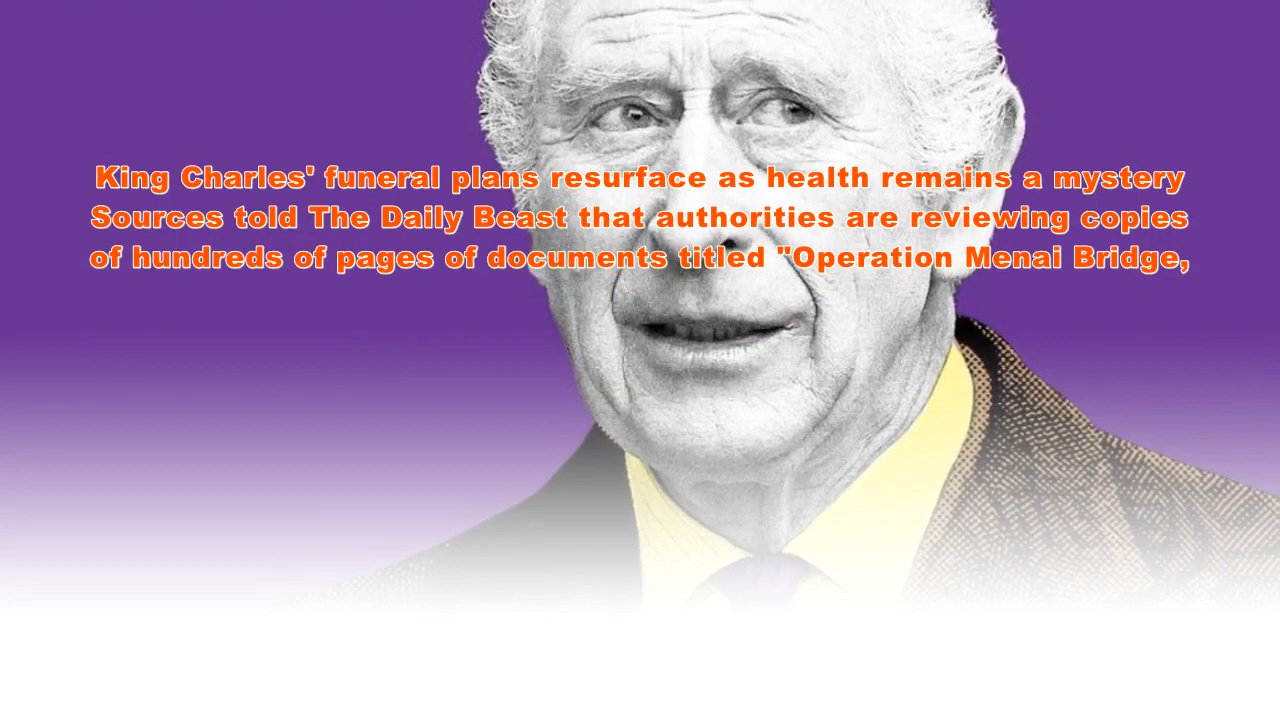 King Charles' funeral plans resurface as health remains a mystery
Sources told The Daily Beast that authorities are reviewing copies
of hundreds of pages of documents titled "Operation Menai Bridge,